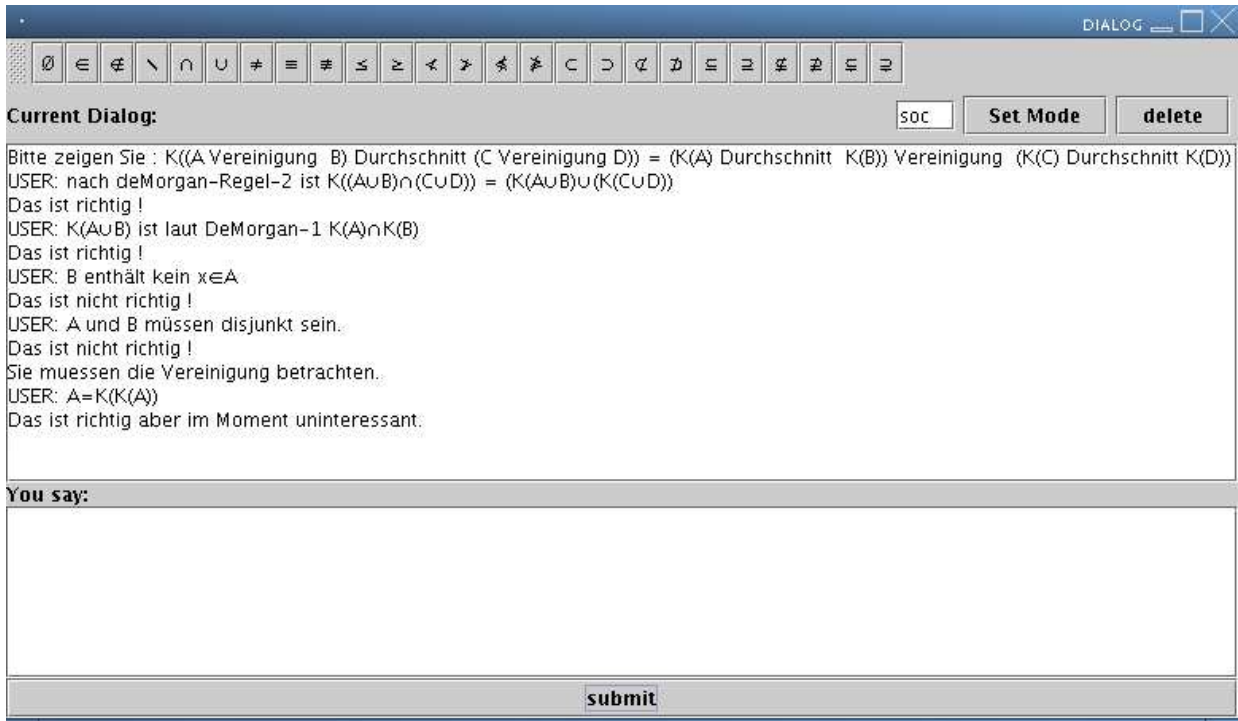 DIALOG
Ø ∈ ∉ \ ∩ ∪ ≠ ≡ ≢ ≤ ≥ ≮ ≯ ≰ ≱ ⊂ ⊃ ⊄ ⊅ ⊆ ⊇ ⊈ ⊉ ⊊ ⊋
Current Dialog: soc Set Mode delete
Bitte zeigen Sie : K((A Vereinigung B) Durchschnitt (C Vereinigung D)) = (K(A) Durchschnitt K(B)) Vereinigung (K(C) Durchschnitt K(D))
USER: nach deMorgan-Regel-2 ist K((A∪B)∩(C∪D)) = (K(A∪B)∪(K(C∪D))
Das ist richtig !
USER: K(A∪B) ist laut DeMorgan-1 K(A)∩K(B)
Das ist richtig !
USER: B enthält kein x∈A
Das ist nicht richtig !
USER: A und B müssen disjunkt sein.
Das ist nicht richtig !
Sie muessen die Vereinigung betrachten.
USER: A=K(K(A))
Das ist richtig aber im Moment uninteressant.
You say:
submit